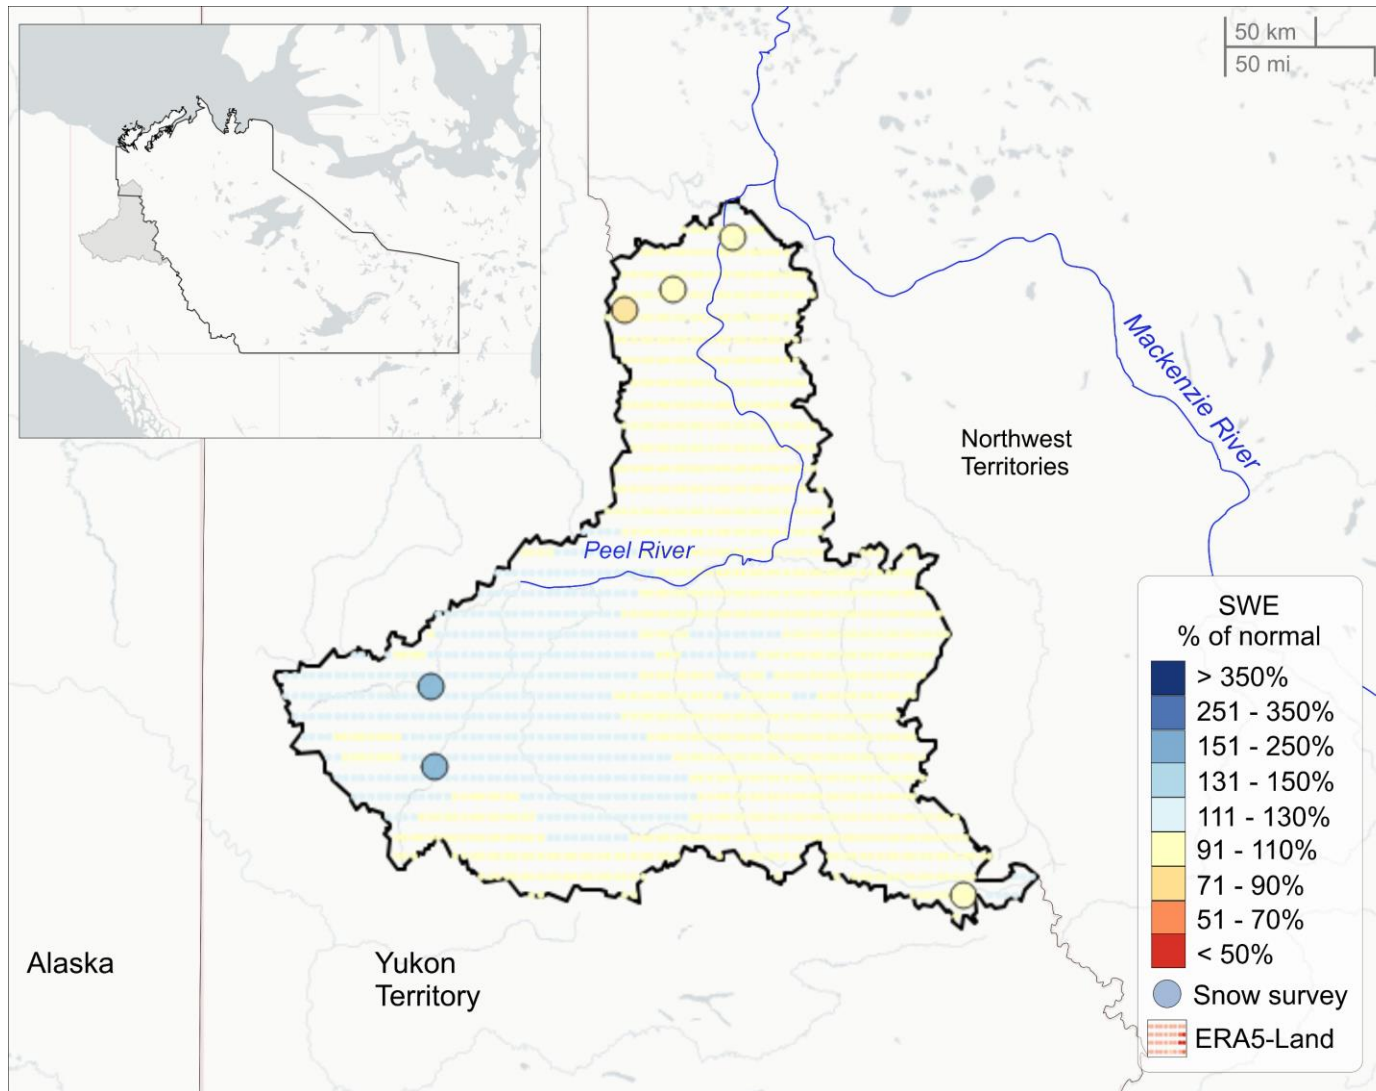 50 km
50 mi
Mackenzie River
Northwest
Territories
Peel River
Alaska
Yukon
Territory
SWE
% of normal
> 350%
251 - 350%
151 - 250%
131 - 150%
111 - 130%
91 - 110%
71 - 90%
51 - 70%
< 50%
Snow survey
ERA5-Land